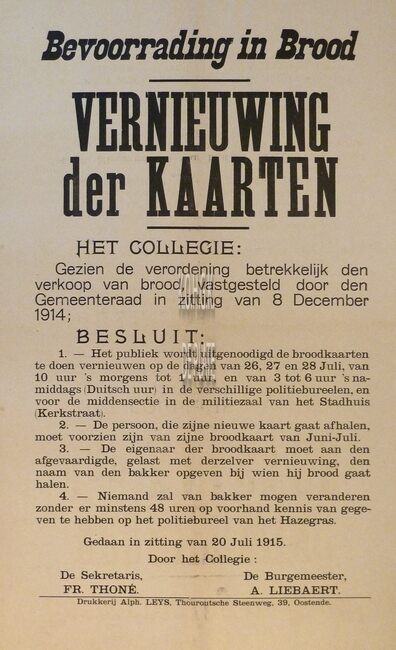 Bevoorrading in Brood
VERNIEUWING
der KAARTEN
HET COLLEGIE:
Gezien de verordening betrekkelijk den
verkoop van brood, vastgesteld door den
Gemeenteraad in zitting van 8 December
1914;
BESLUIT:
1. — Het publiek wordt uitgenoodigd de broodkaarten
te doen vernieuwen op de dagen van 26, 27 en 28 Juli, van
10 uur 's morgens tot 1 uur, en van 3 tot 6 uur 's na-
middags (Duitsch uur) in de verschillige politiebureelen, en
voor de middensectie in de militiezaal van het Stadhuis
(Kerkstraat).
2. — De persoon, die zijne nieuwe kaart gaat afhalen,
moet voorzien zijn van zijne broodkaart van Juni-Juli.
3. — De eigenaar der broodkaart moet aan den
afgevaardigde, gelast met derzelver vernieuwing, den
naam van den bakker opgeven bij wien hij brood gaat
halen.
4. — Niemand zal van bakker mogen veranderen
zonder er minstens 48 uren op voorhand kennis van gege-
ven te hebben op het politiebureel van het Hazegras.
Gedaan in zitting van 20 Juli 1915.
Door het Collegie :
De Sekretaris, De Burgemeester,
FR. THONÉ. A. LIEBAERT.
Drukkerij Alph. LEYS, Thouroutsche Steenweg, 39, Oostende.